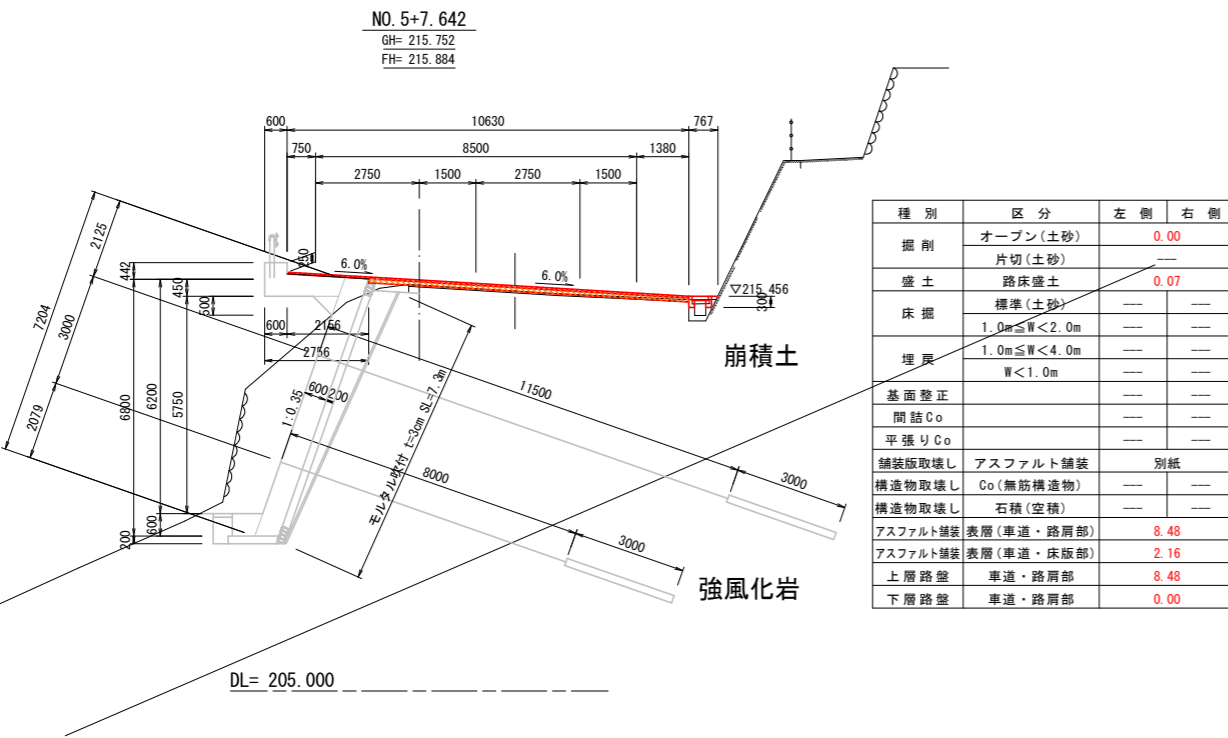 NO. 5+7.642
GH= 215.752
FH= 215.884
600 10630 767
750 8500 1380
2750 1500 2750 1500
250
6.0%
6.0%
▽215.456
300
2125
442
450
500
7204
3000
600 2156
2756
6800
6200
5750
2079
1:0.35
600
200
モルタル吹付 t=3cm SL=7.3m
11500
3000
8000
3000
600
200
崩積土
強風化岩
DL= 205.000
種 別 区 分 左 側 右 側
掘 削 オープン(土砂) 0.00
片切(土砂) ---
盛 土 路床盛土 0.07
床 掘 標準(土砂) --- ---
1.0m≦W<2.0m --- ---
埋 戻 1.0m≦W<4.0m --- ---
W<1.0m --- ---
基面整正 --- ---
間詰Co --- ---
平張りCo --- ---
舗装版取壊し アスファルト舗装 別紙
構造物取壊し Co(無筋構造物) --- ---
構造物取壊し 石積(空積) --- ---
アスファルト舗装 表層(車道・路肩部) 8.48
アスファルト舗装 表層(車道・床版部) 2.16
上層路盤 車道・路肩部 8.48
下層路盤 車道・路肩部 0.00